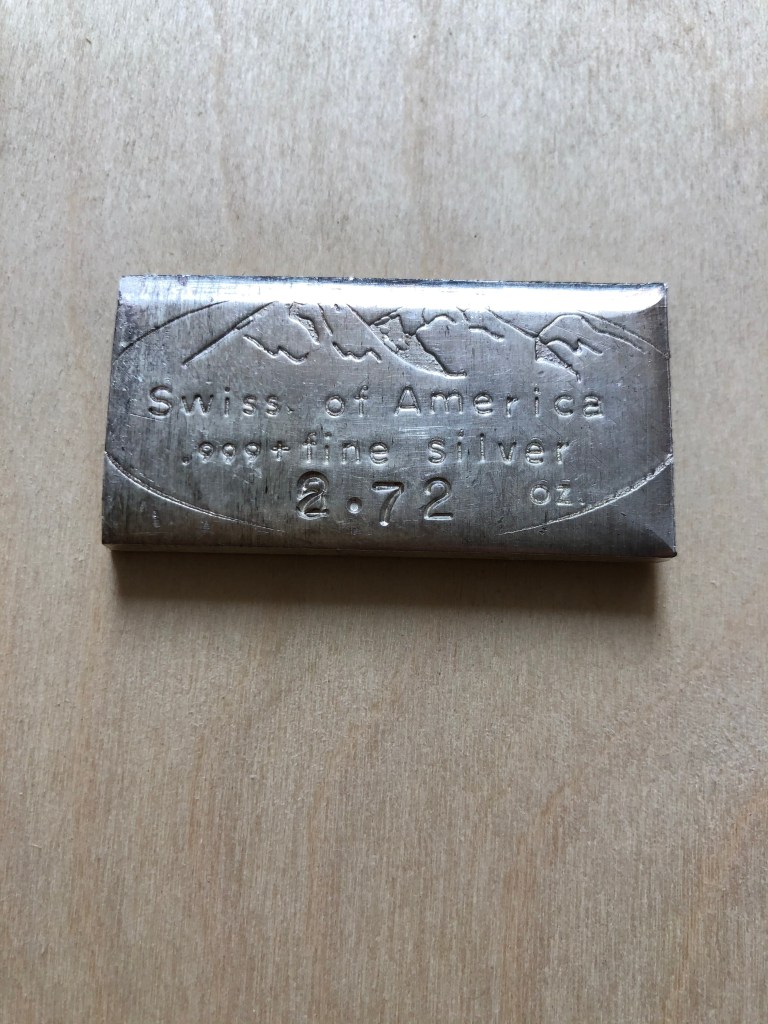 Swiss of America
.999+ fine silver
2.72 oz